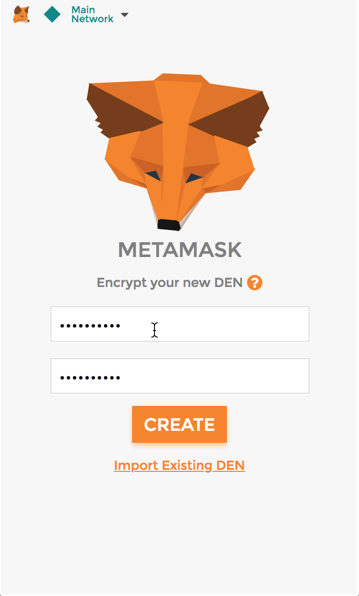 Main
Network
METAMASK
Encrypt your new DEN ?
••••••••••
••••••••••
CREATE
Import Existing DEN